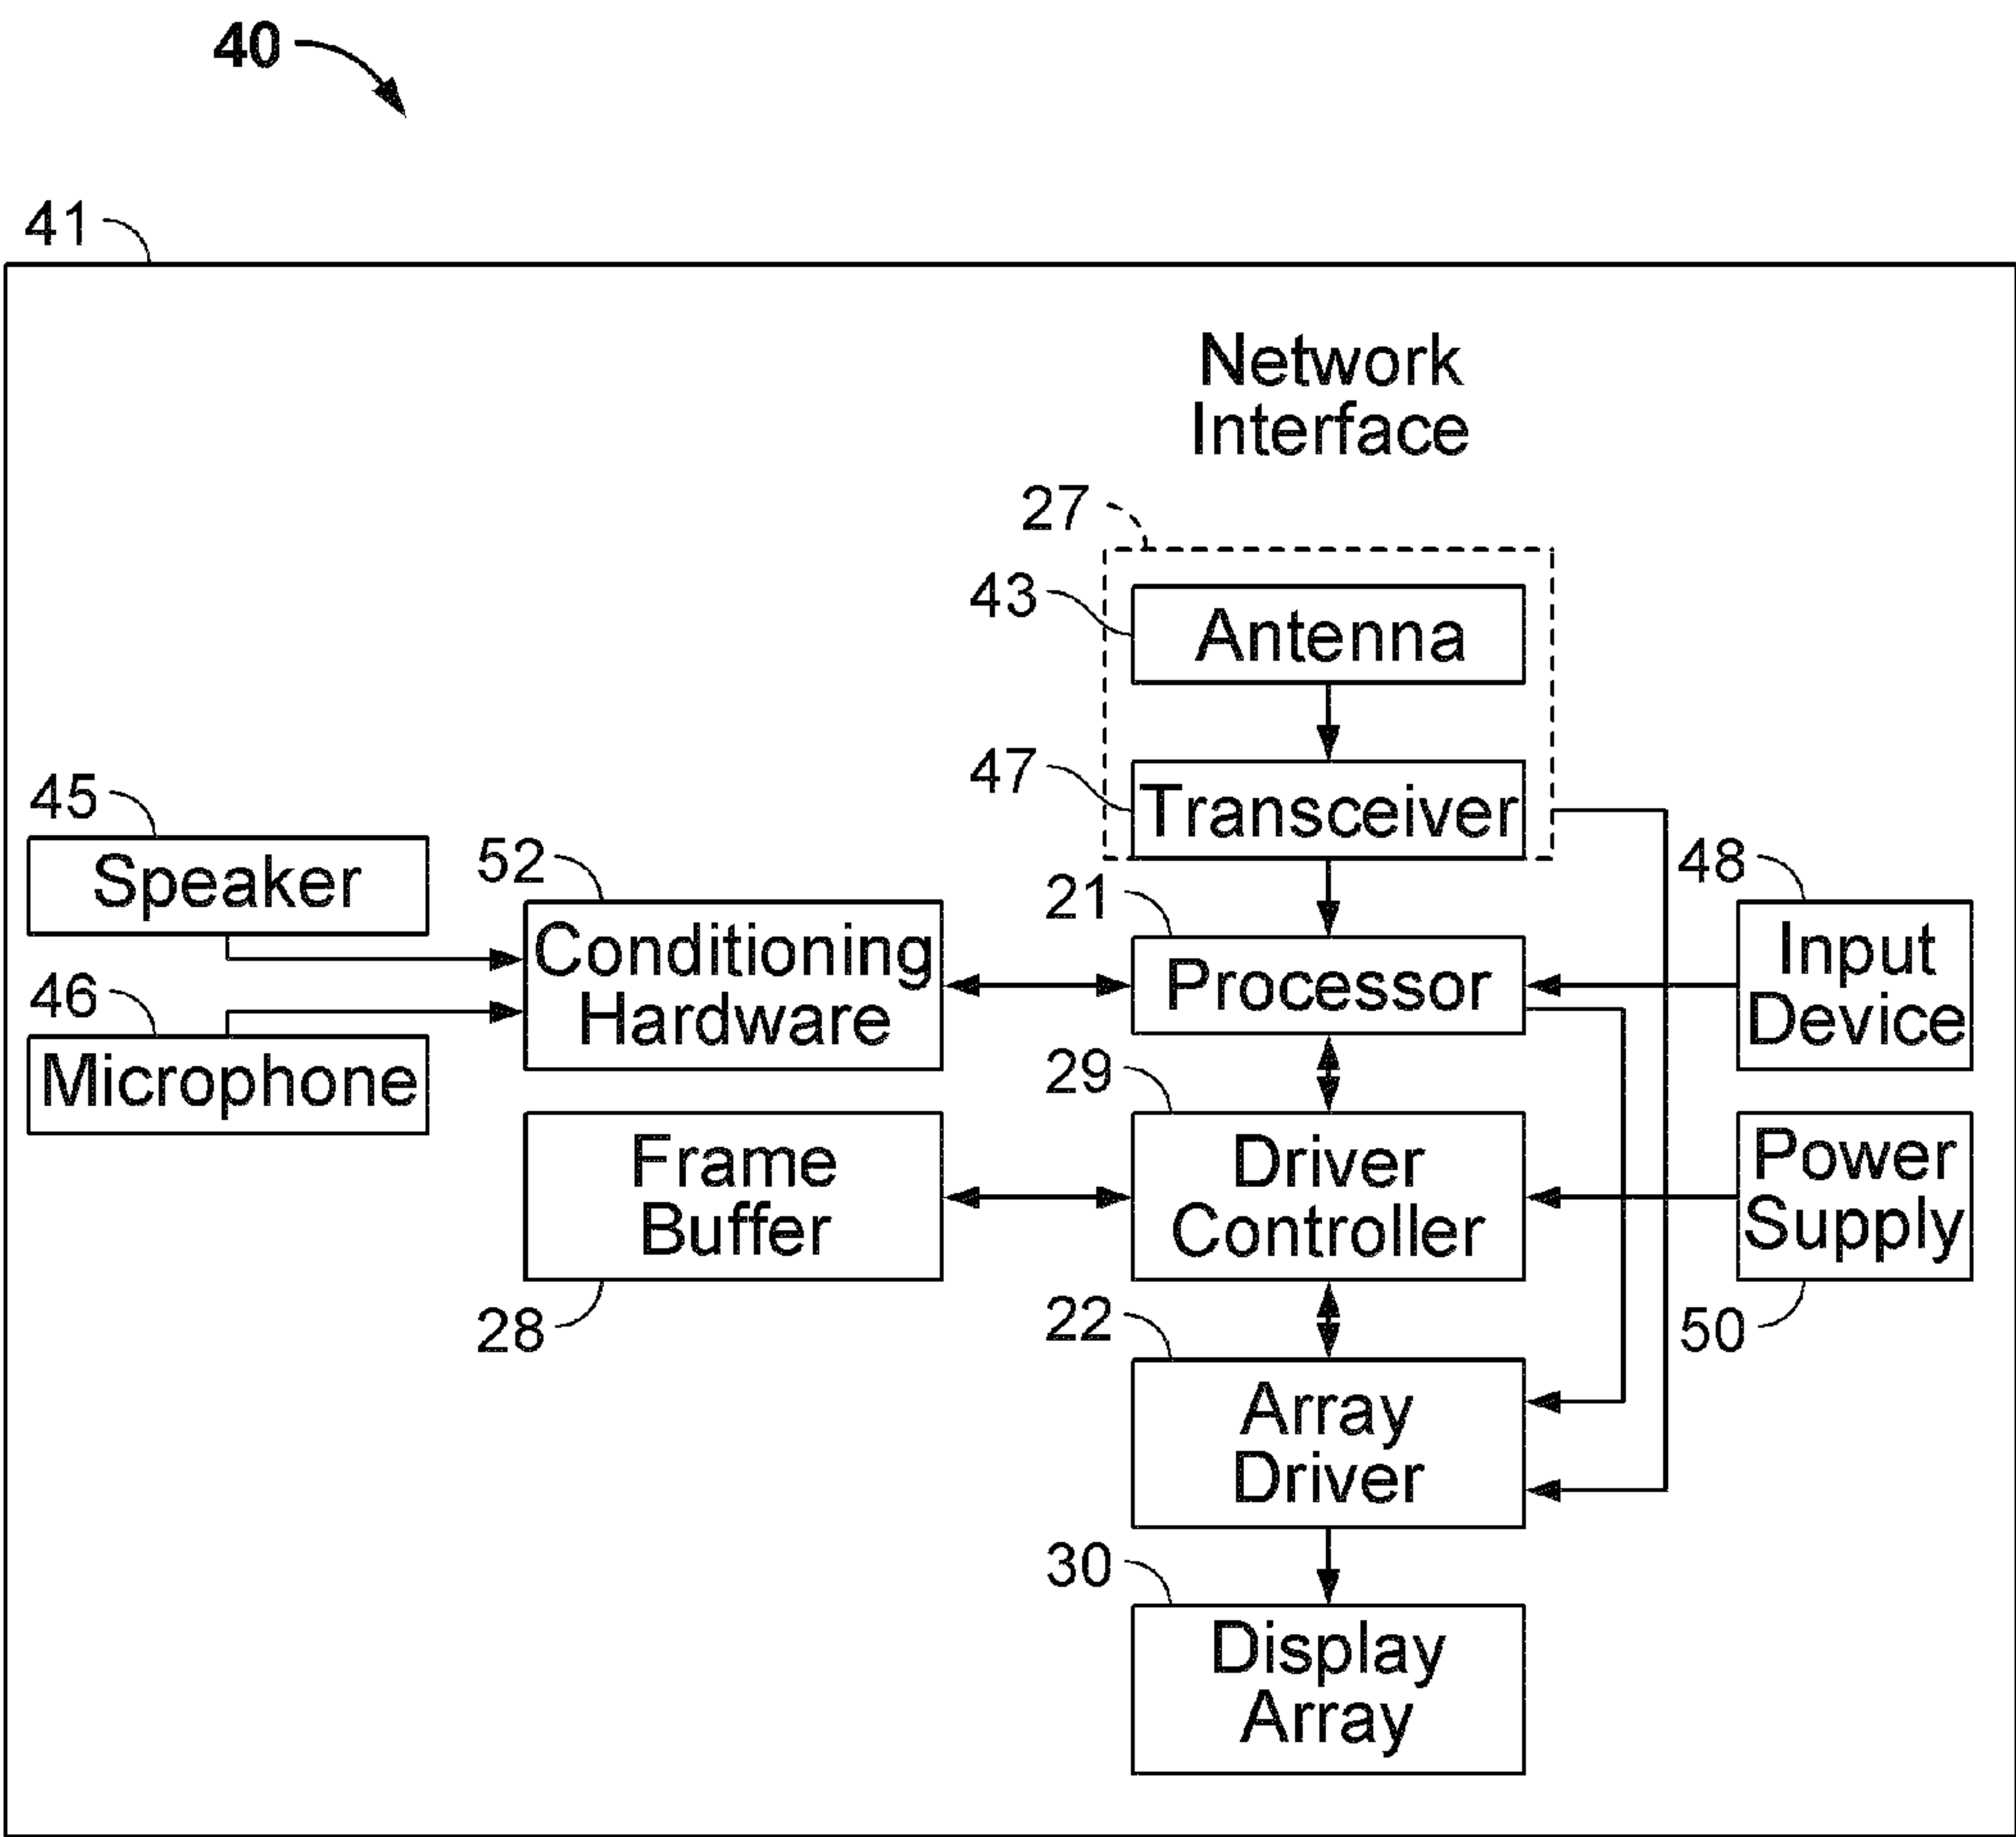 40
41
Network
Interface
27
43
Antenna
47
Transceiver
45
Speaker
52
Conditioning
Hardware
21
Processor
48
Input
Device
46
Microphone
29
Driver
Controller
Frame
Buffer
28
Power
Supply
50
22
Array
Driver
30
Display
Array